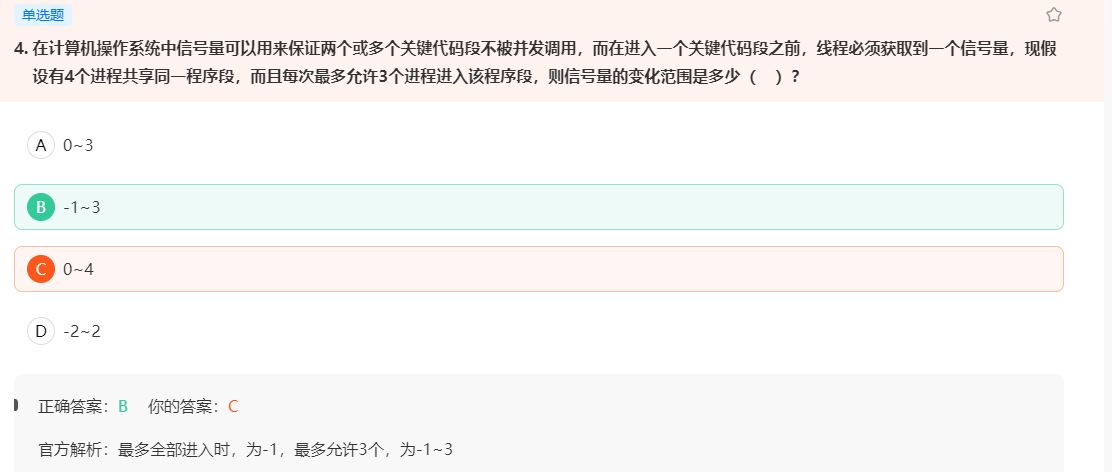 单选题
4. 在计算机操作系统中信号量可以用来保证两个或多个关键代码段不被并发调用，而在进入一个关键代码段之前，线程必须获取到一个信号量，现假
设有4个进程共享同一程序段，而且每次最多允许3个进程进入该程序段，则信号量的变化范围是多少（　）？
A 0~3
B -1~3
C 0~4
D -2~2
正确答案：B 你的答案：C
官方解析：最多全部进入时，为-1，最多允许3个，为-1~3